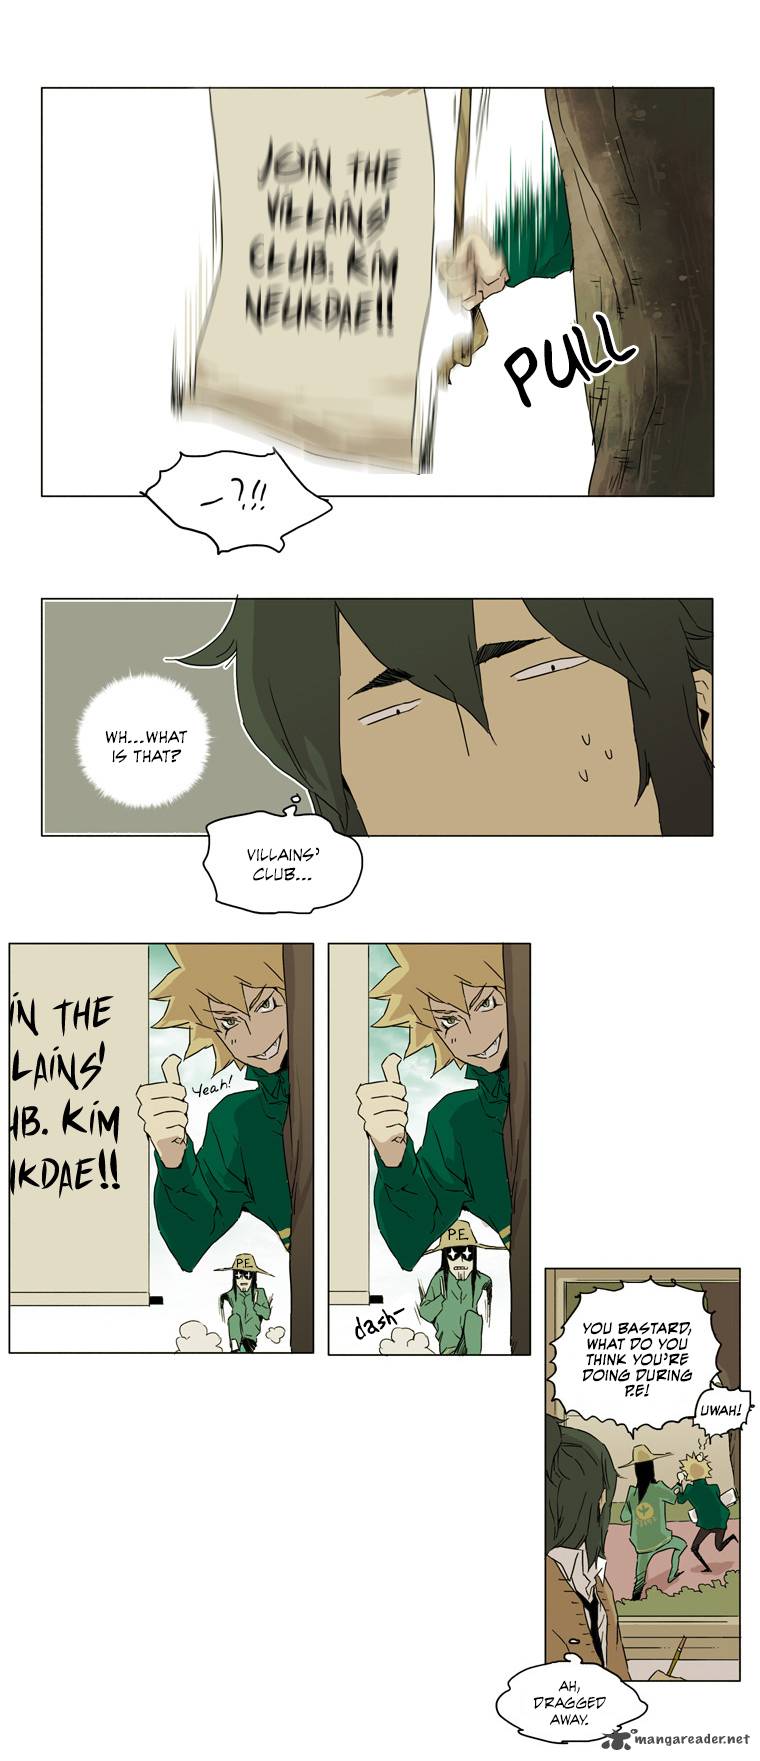 JOIN THE
VILLAINS'
CLUB. KIM
NEUKDAE!!
PULL
—?!!
WH...WHAT
IS THAT?
VILLAINS'
CLUB...
IN THE
LAINS'
UB. KIM
UKDAE!!
Yeah!
P.E.
P.E.
dash-
YOU BASTARD,
WHAT DO YOU
THINK YOU'RE
DOING DURING
P.E!
UWAH!
AH,
DRAGGED
AWAY.
mangareader.net